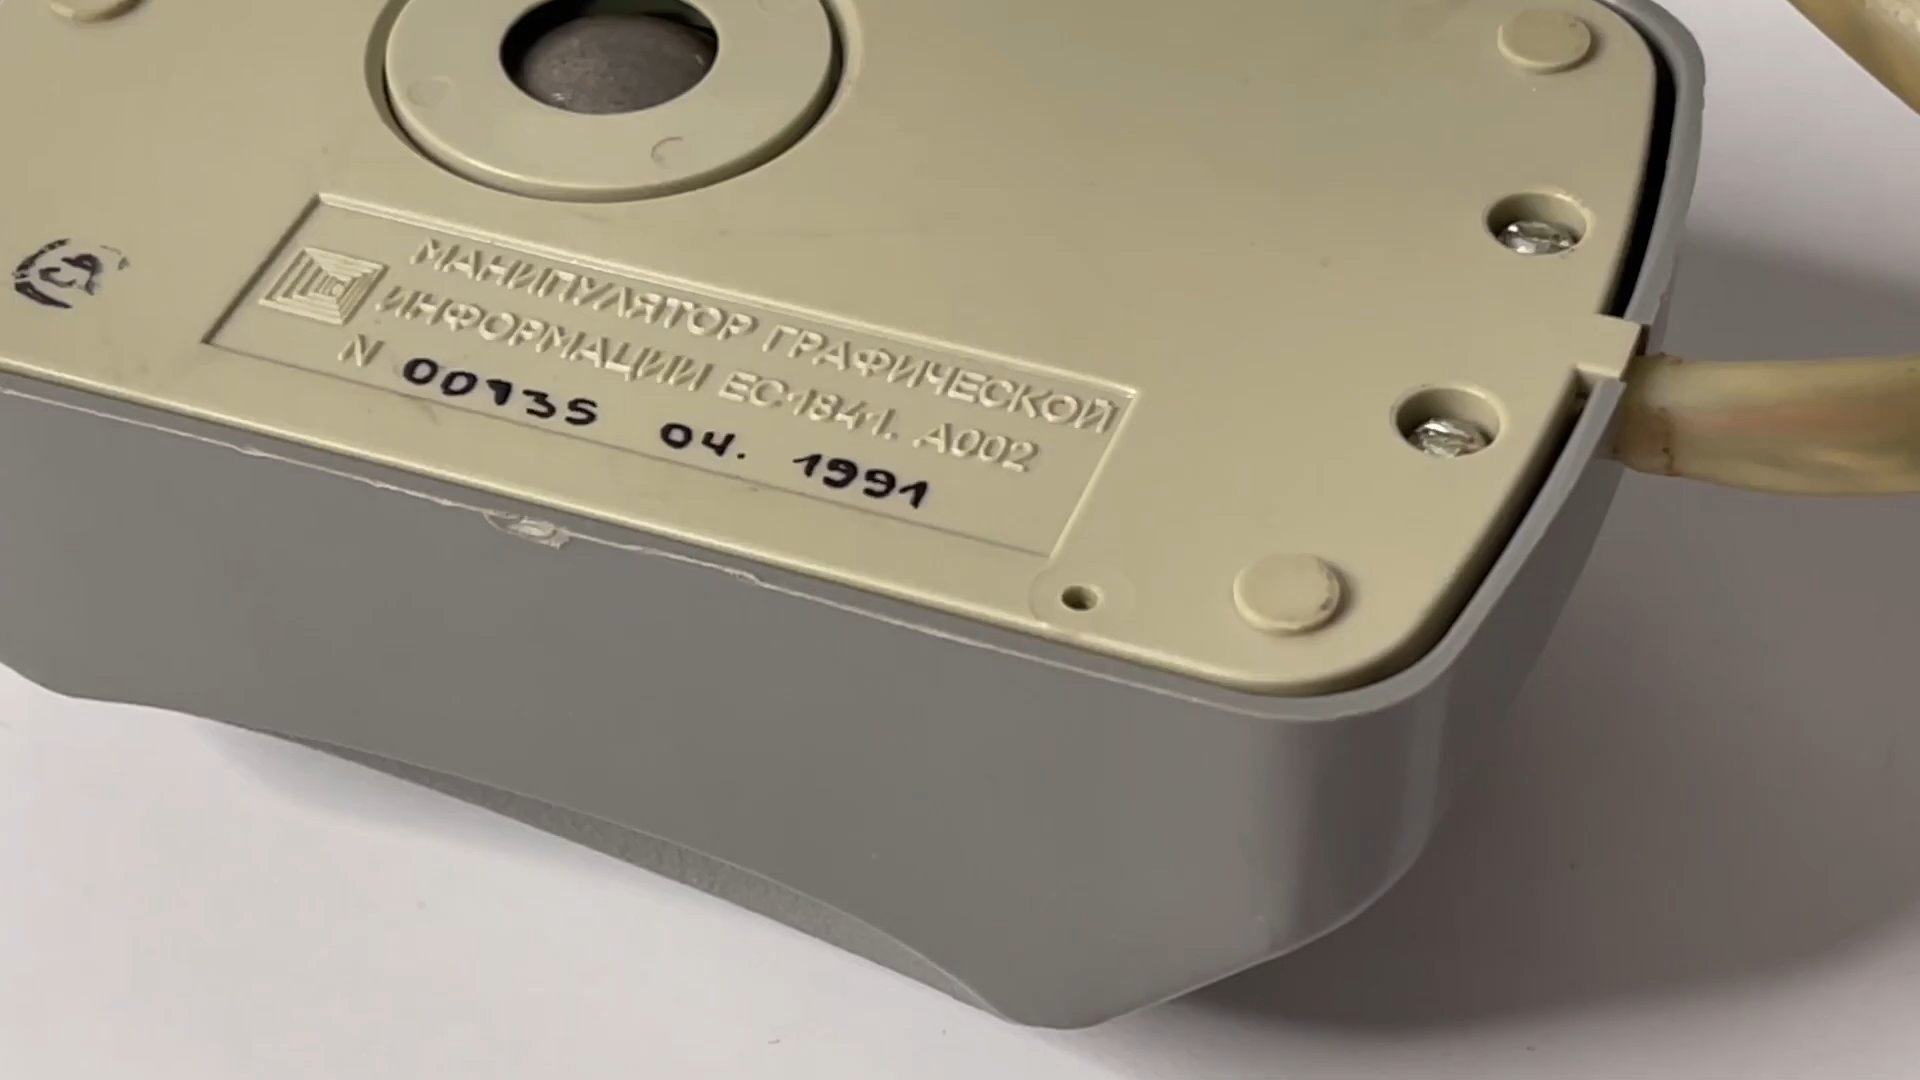 МАНИПУЛЯТОР ГРАФИЧЕСКОЙ
ИНФОРМАЦИИ ЕС-1841. А002
N 00135 04. 1991